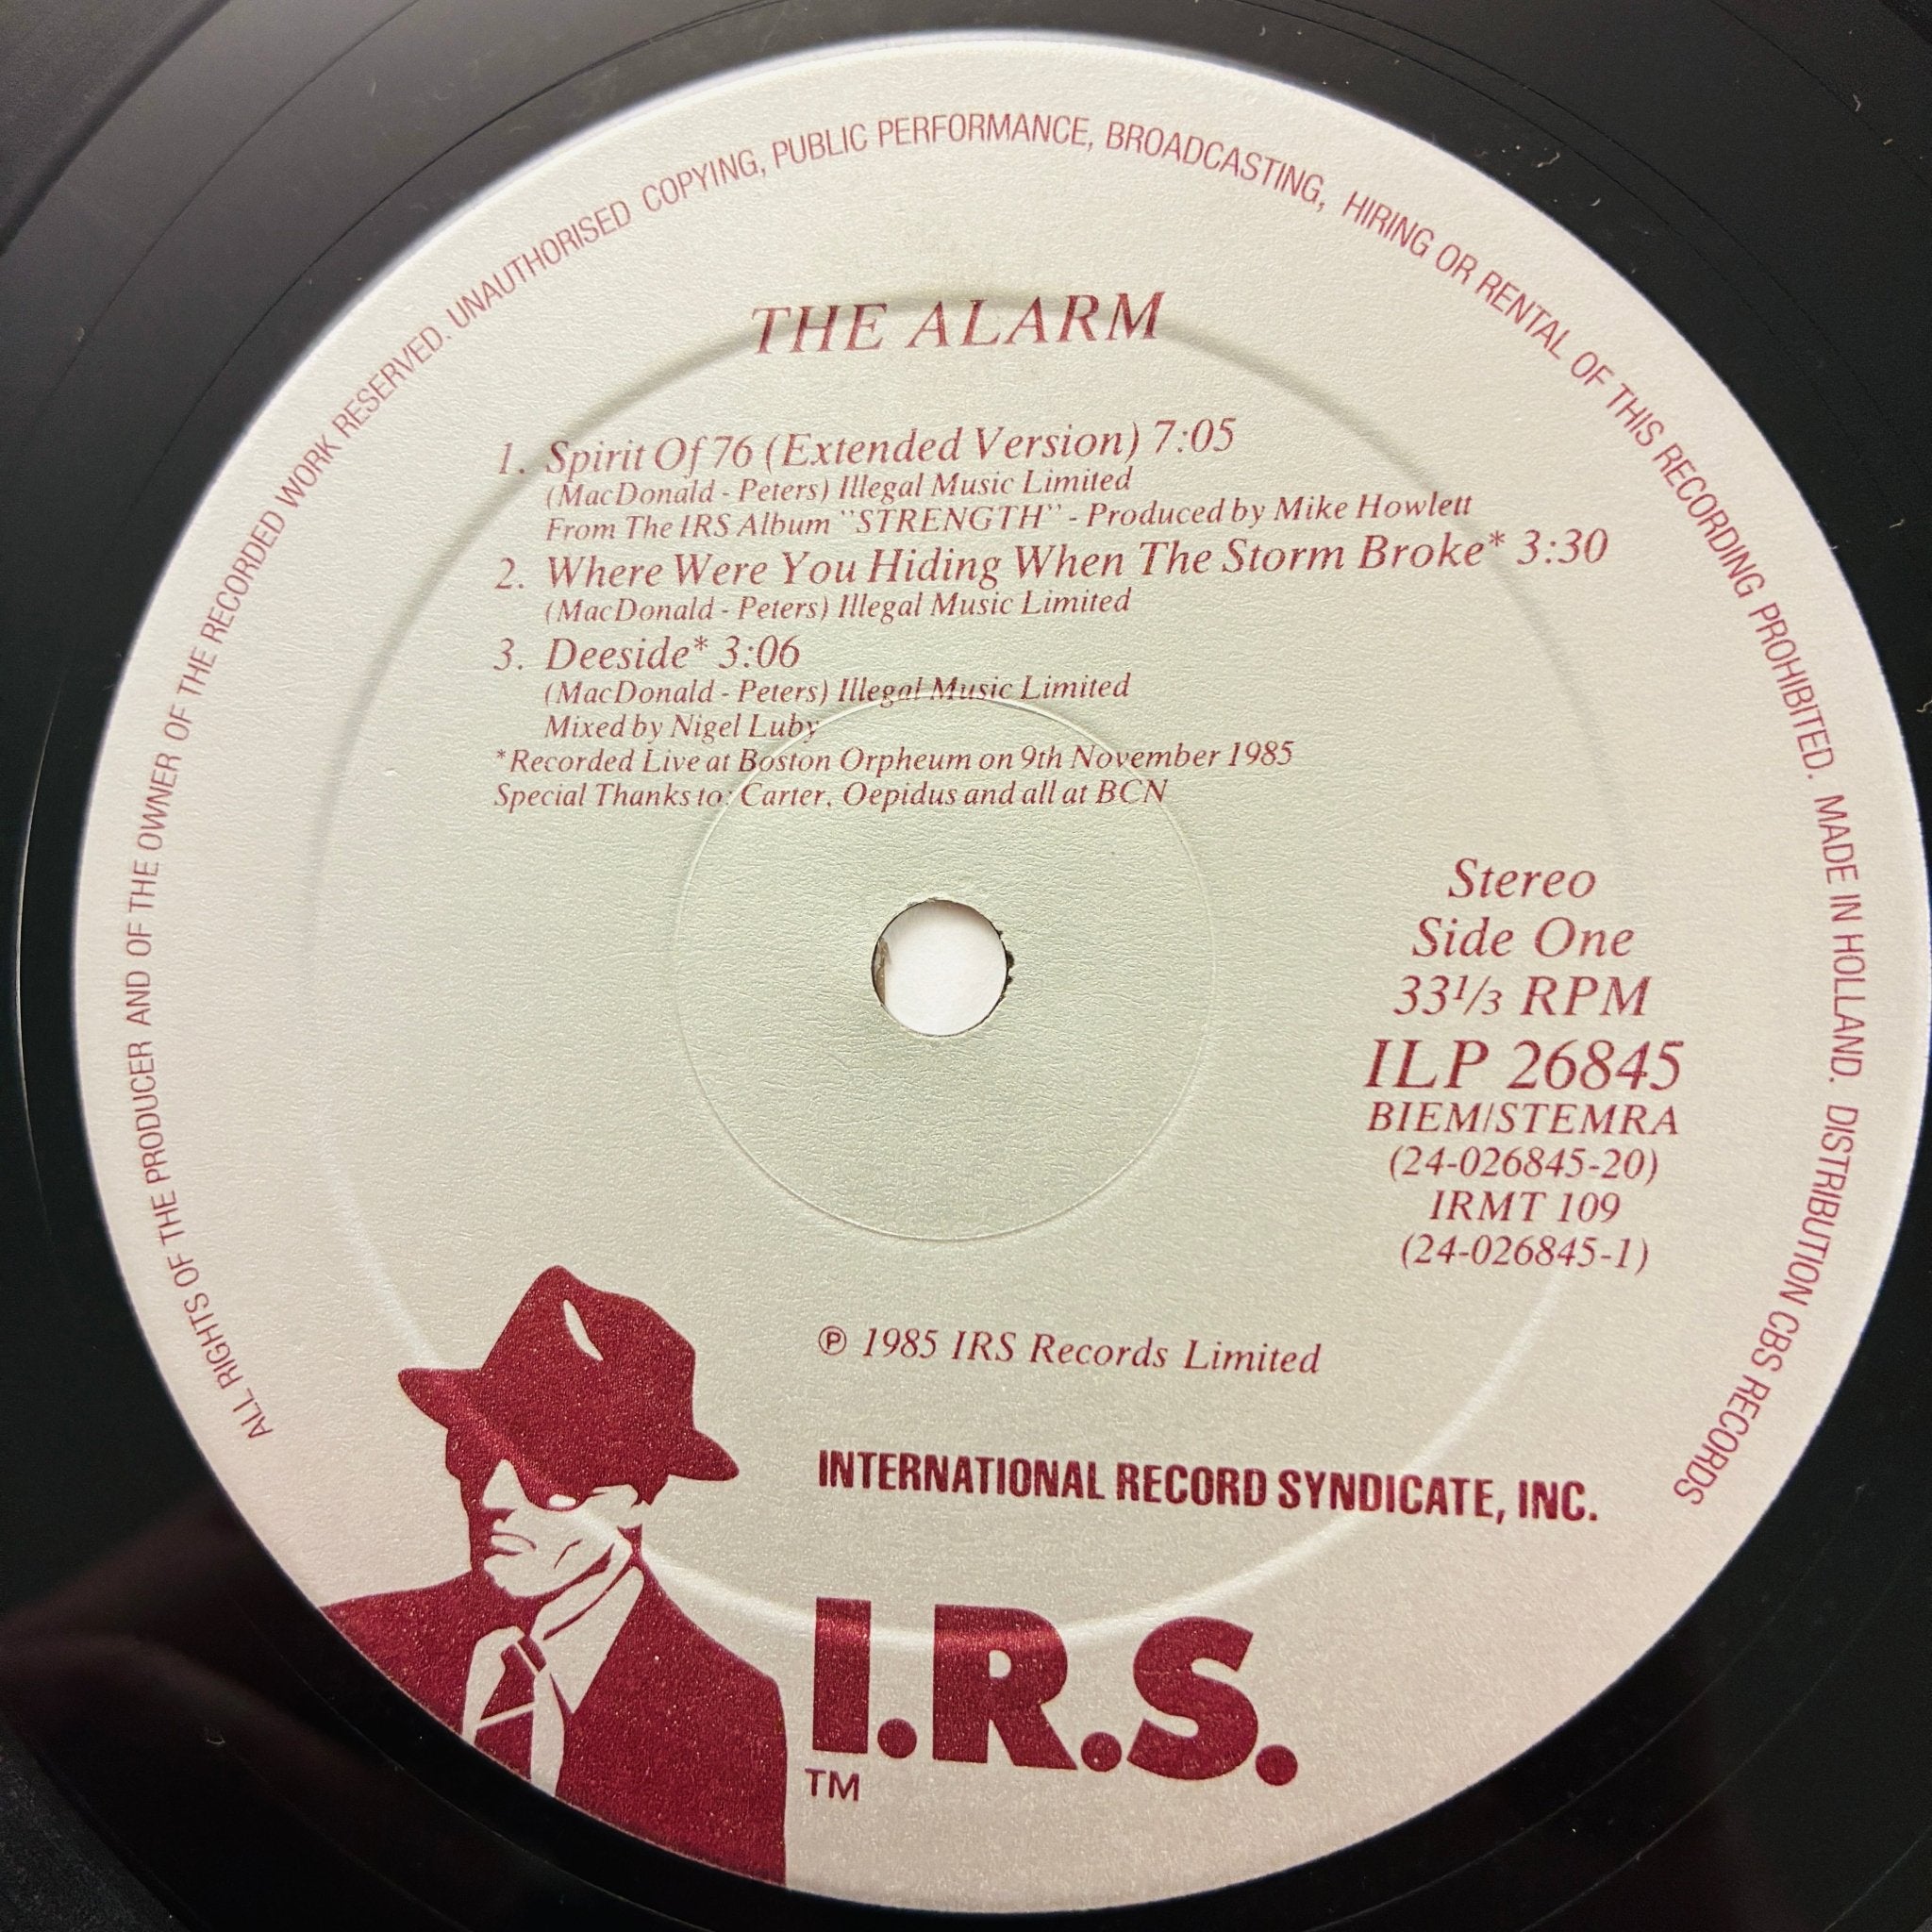 ALL RIGHTS OF THE PRODUCER AND OF THE OWNER OF THE RECORDED WORK RESERVED. UNAUTHORISED COPYING, PUBLIC PERFORMANCE, BROADCASTING, HIRING OR RENTAL OF THIS RECORDING PROHIBITED. MADE IN HOLLAND. DISTRIBUTION CBS RECORDS
THE ALARM
1. Spirit Of 76 (Extended Version) 7:05
(MacDonald - Peters) Illegal Music Limited
From The IRS Album "STRENGTH" - Produced by Mike Howlett
2. Where Were You Hiding When The Storm Broke* 3:30
(MacDonald - Peters) Illegal Music Limited
3. Deeside* 3:06
(MacDonald - Peters) Illegal Music Limited
Mixed by Nigel Luby
*Recorded Live at Boston Orpheum on 9th November 1985
Special Thanks to: Carter, Oepidus and all at BCN
Stereo
Side One
33⅓ RPM
ILP 26845
BIEM/STEMRA
(24-026845-20)
IRMT 109
(24-026845-1)
℗ 1985 IRS Records Limited
INTERNATIONAL RECORD SYNDICATE, INC.
I.R.S.
TM